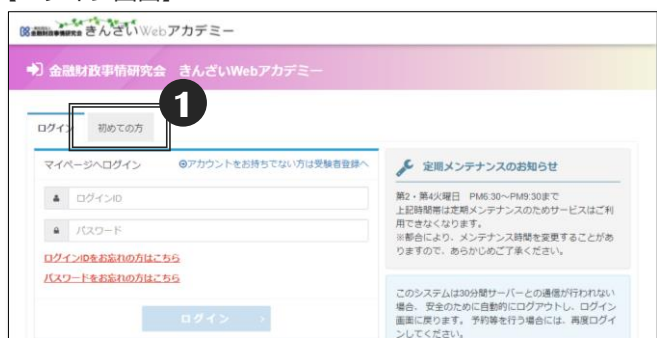 きんざいWebアカデミー
金融財政事情研究会 きんざいWebアカデミー
1
ログイン 初めての方
マイページへログイン アカウントをお持ちでない方は受験者登録へ
ログインID
パスワード
ログインIDをお忘れの方はこちら
パスワードをお忘れの方はこちら
ログイン
定期メンテナンスのお知らせ
第2・第4火曜日 PM6:30～PM9:30まで
上記時間帯は定期メンテナンスのためサービスはご利
用できなくなります。
※都合により、メンテナンス時間を変更することがあ
りますので、あらかじめご了承ください。
このシステムは30分間サーバーとの通信が行われない
場合、安全のために自動的にログアウトし、ログイン
画面に戻ります。 予約等を行う場合には、再度ログイ
ンしてください。